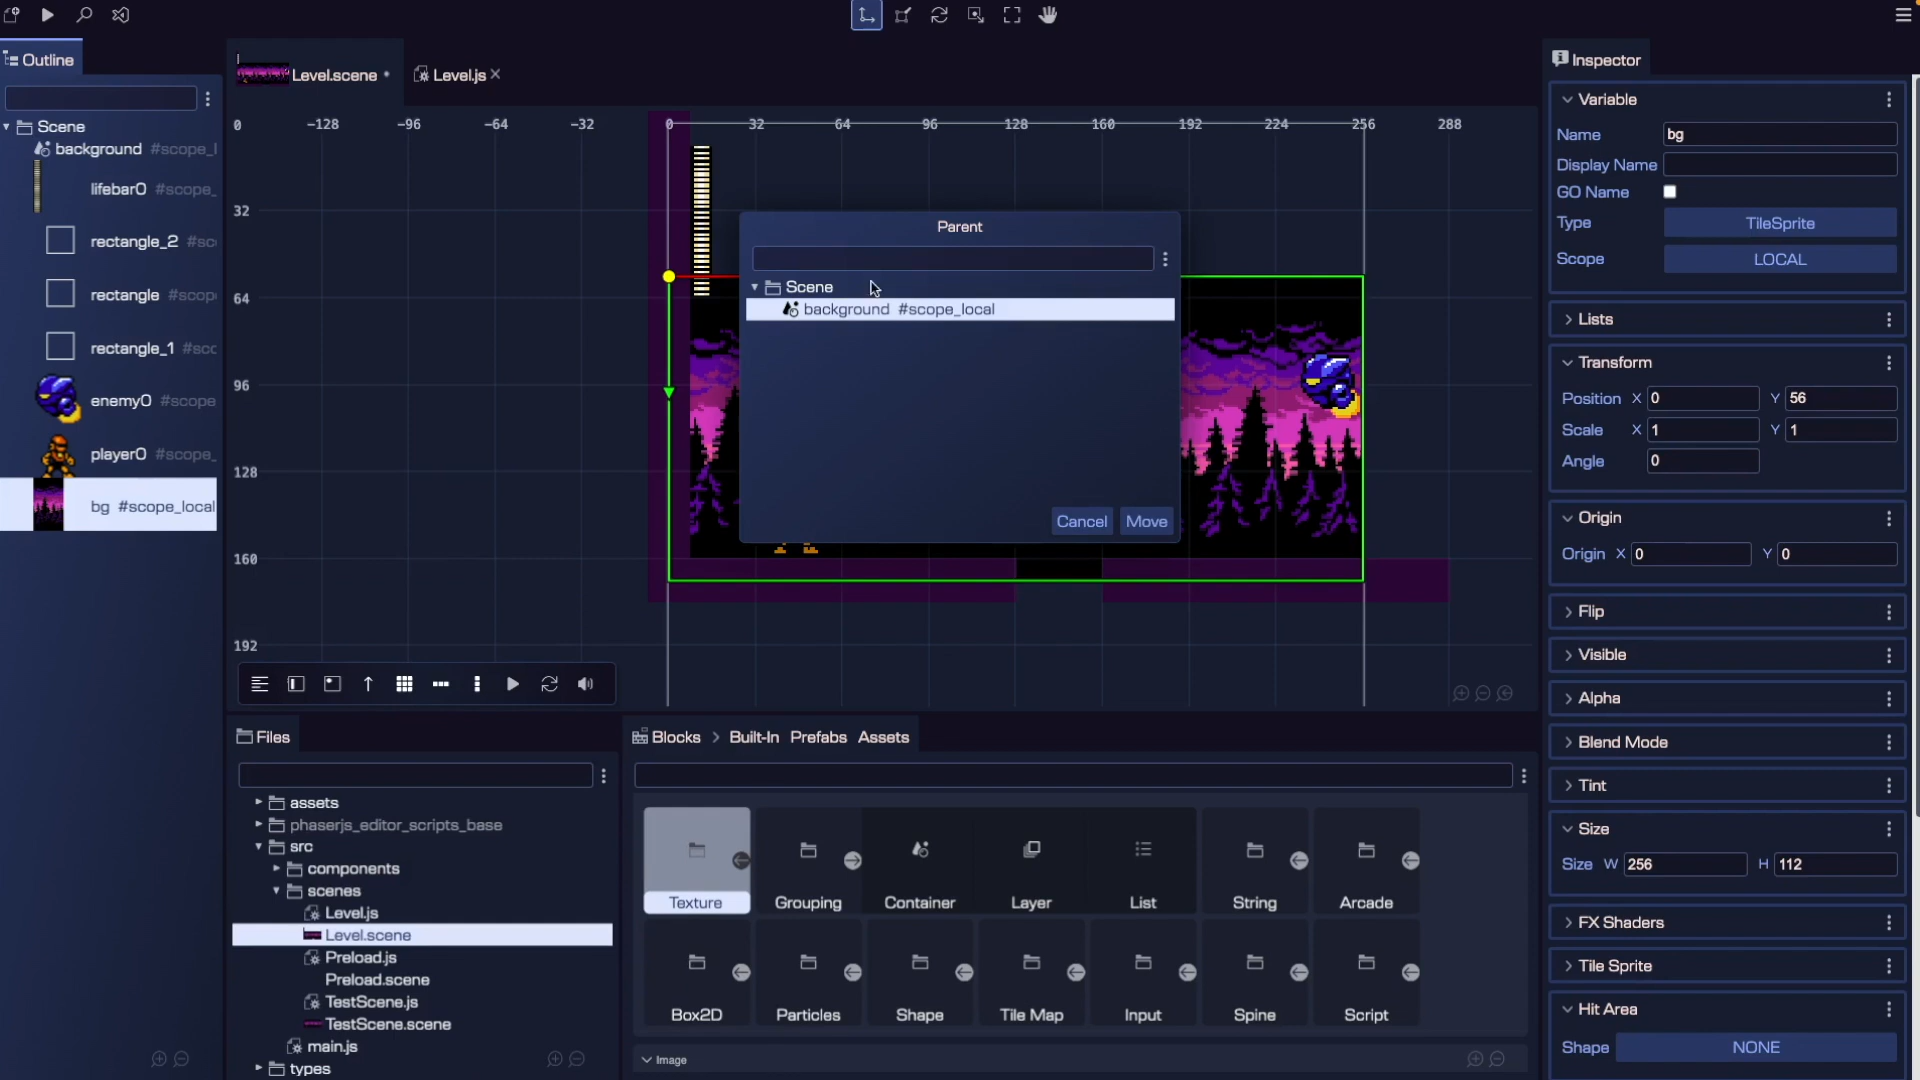 Outline
Scene
background #scope_l
lifebar0 #scope_
rectangle_2 #sc
rectangle #scop
rectangle_1 #sc
enemy0 #scope
player0 #scope_
bg #scope_local
Level.scene
Level.js
0 -128 -96 -64 -32 0 32 64 96 128 160 192 224 256 288
32
64
96
128
160
192
Parent
Scene
background #scope_local
Cancel Move
Files
assets
phaserjs_editor_scripts_base
src
components
scenes
Level.js
Level.scene
Preload.js
Preload.scene
TestScene.js
TestScene.scene
main.js
types
Blocks Built-In Prefabs Assets
Texture Grouping Container Layer List String Arcade
Box2D Particles Shape Tile Map Input Spine Script
Image
Inspector
Variable
Name bg
Display Name
GO Name
Type TileSprite
Scope LOCAL
Lists
Transform
Position X 0 Y 56
Scale X 1 Y 1
Angle 0
Origin
Origin X 0 Y 0
Flip
Visible
Alpha
Blend Mode
Tint
Size
Size W 256 H 112
FX Shaders
Tile Sprite
Hit Area
Shape NONE